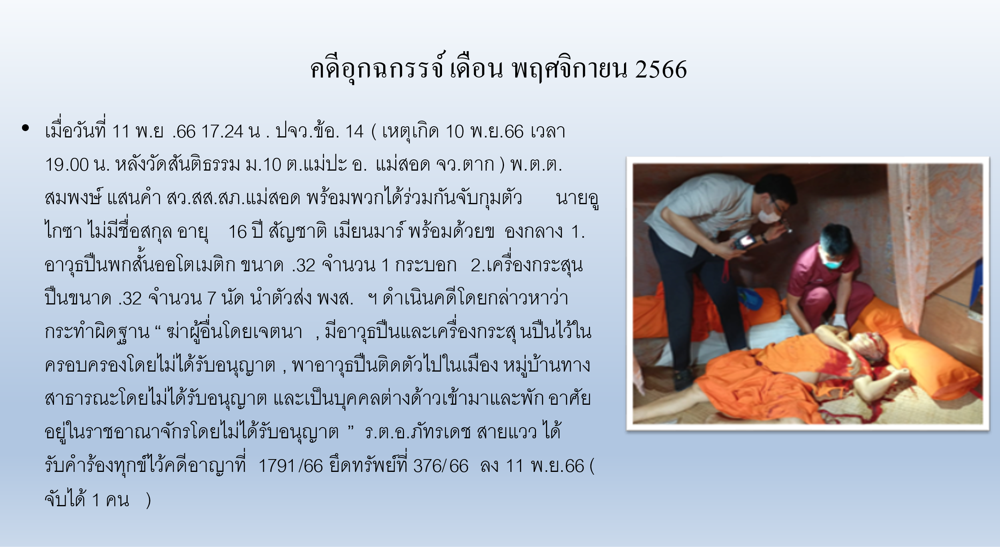 คดีอุกฉกรรจ์ เดือน พฤศจิกายน 2566
• เมื่อวันที่ 11 พ.ย .66 17.24 น . ปจว.ข้อ. 14 ( เหตุเกิด 10 พ.ย.66 เวลา
19.00 น. หลังวัดสันติธรรม ม.10 ต.แม่ปะ อ. แม่สอด จว.ตาก ) พ.ต.ต.
สมพงษ์ แสนคำ สว.สส.สภ.แม่สอด พร้อมพวกได้ร่วมกันจับกุมตัว นายอู
ไกซา ไม่มีชื่อสกุล อายุ 16 ปี สัญชาติ เมียนมาร์ พร้อมด้วยข องกลาง 1.
อาวุธปืนพกสั้นออโตเมติก ขนาด .32 จำนวน 1 กระบอก 2.เครื่องกระสุน
ปืนขนาด .32 จำนวน 7 นัด นำตัวส่ง พงส. ฯ ดำเนินคดีโดยกล่าวหาว่า
กระทำผิดฐาน “ ฆ่าผู้อื่นโดยเจตนา , มีอาวุธปืนและเครื่องกระสุ นปืนไว้ใน
ครอบครองโดยไม่ได้รับอนุญาต , พาอาวุธปืนติดตัวไปในเมือง หมู่บ้านทาง
สาธารณะโดยไม่ได้รับอนุญาต และเป็นบุคคลต่างด้าวเข้ามาและพัก อาศัย
อยู่ในราชอาณาจักรโดยไม่ได้รับอนุญาต ” ร.ต.อ.ภัทรเดช สายแวว ได้
รับคำร้องทุกข์ไว้คดีอาญาที่ 1791/66 ยึดทรัพย์ที่ 376/66 ลง 11 พ.ย.66 (
จับได้ 1 คน )